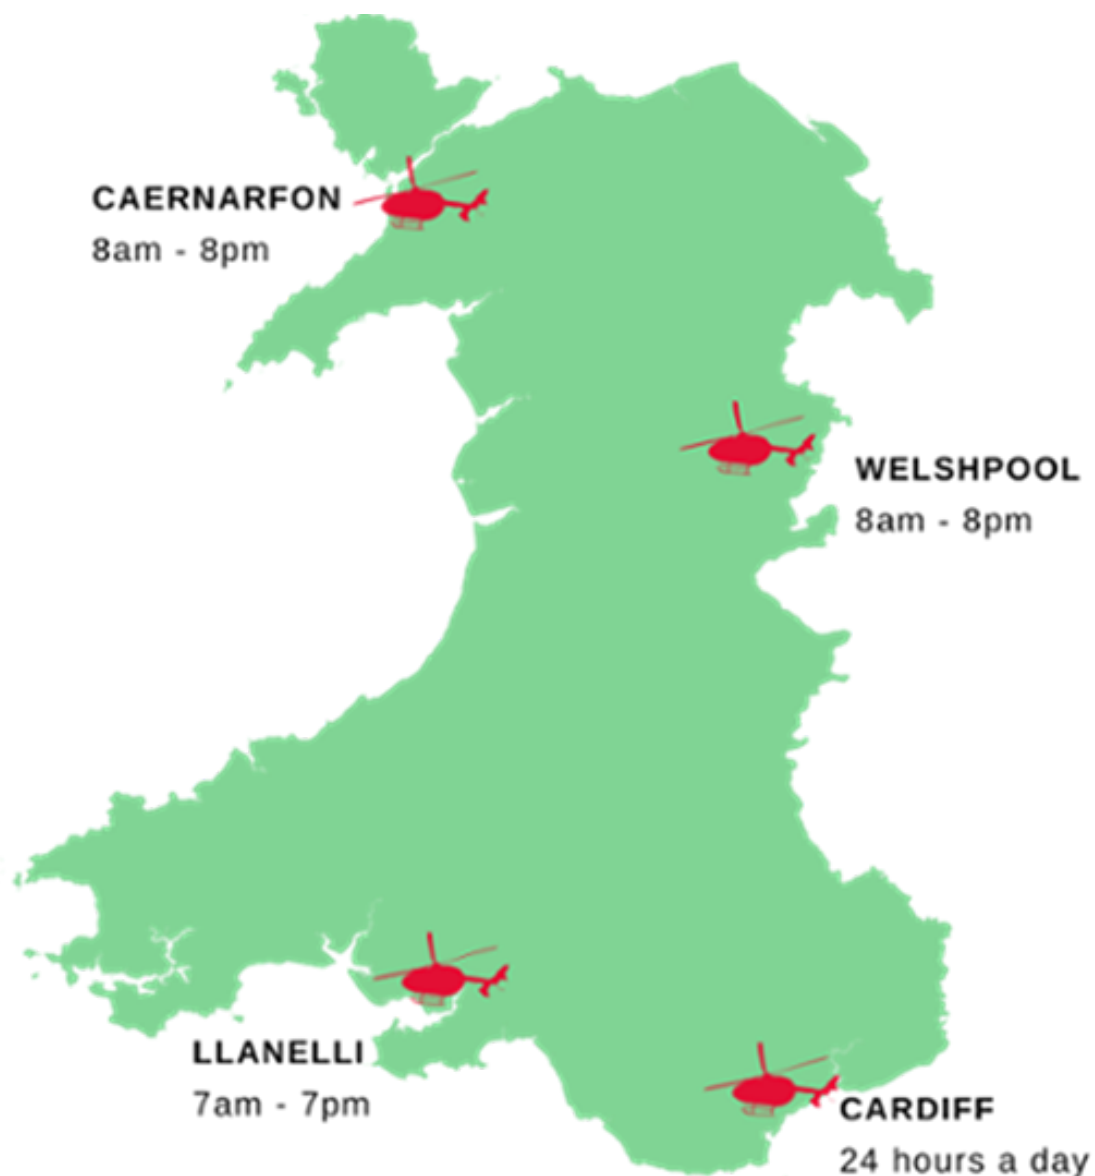 CAERNARFON
8am - 8pm
WELSHPOOL
8am - 8pm
LLANELLI
7am - 7pm
CARDIFF
24 hours a day